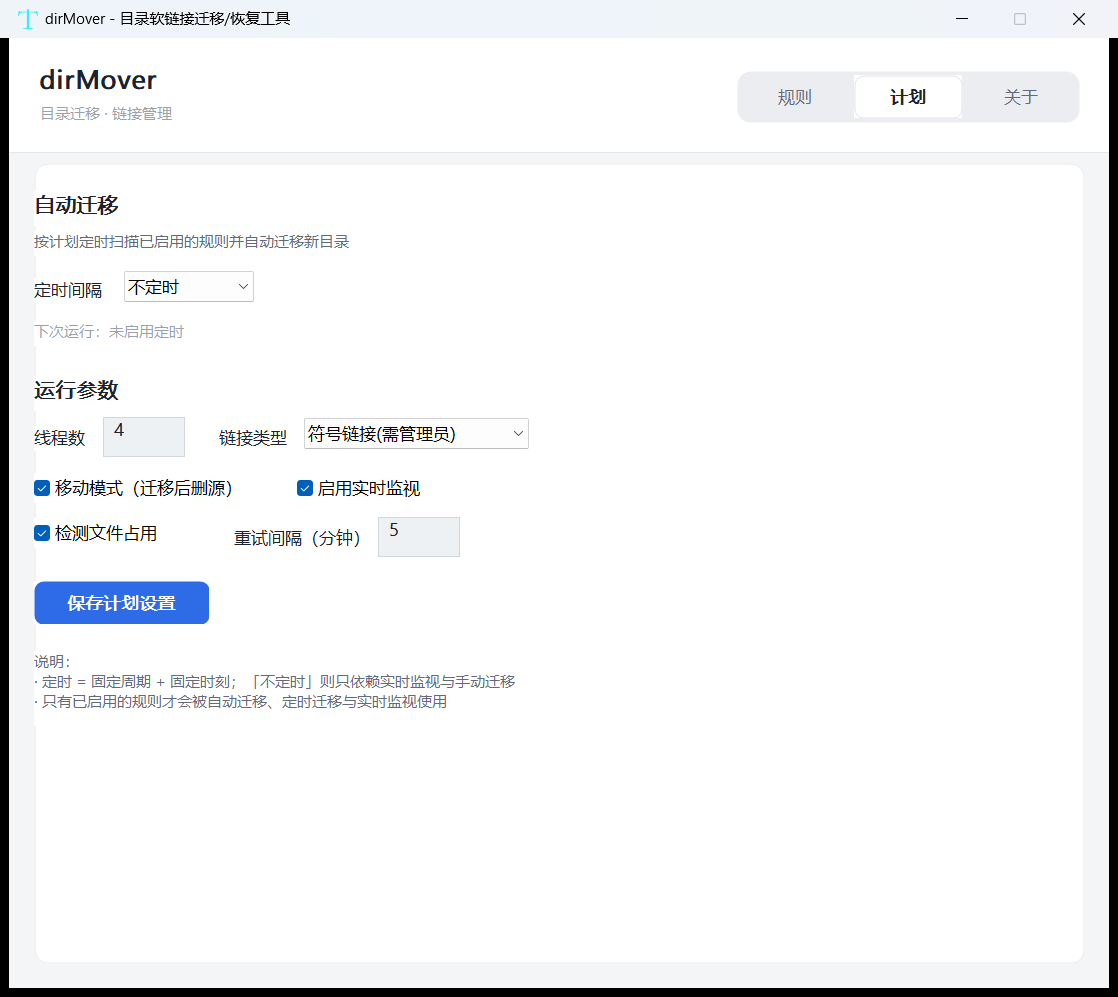 dirMover - 目录软链接迁移/恢复工具
dirMover
目录迁移 · 链接管理
规则
计划
关于
自动迁移
按计划定时扫描已启用的规则并自动迁移新目录
定时间隔 不定时
下次运行：未启用定时
运行参数
线程数 4 链接类型 符号链接(需管理员)
移动模式（迁移后删源） 启用实时监视
检测文件占用 重试间隔（分钟） 5
保存计划设置
说明：
· 定时 = 固定周期 + 固定时刻；「不定时」则只依赖实时监视与手动迁移
· 只有已启用的规则才会被自动迁移、定时迁移与实时监视使用